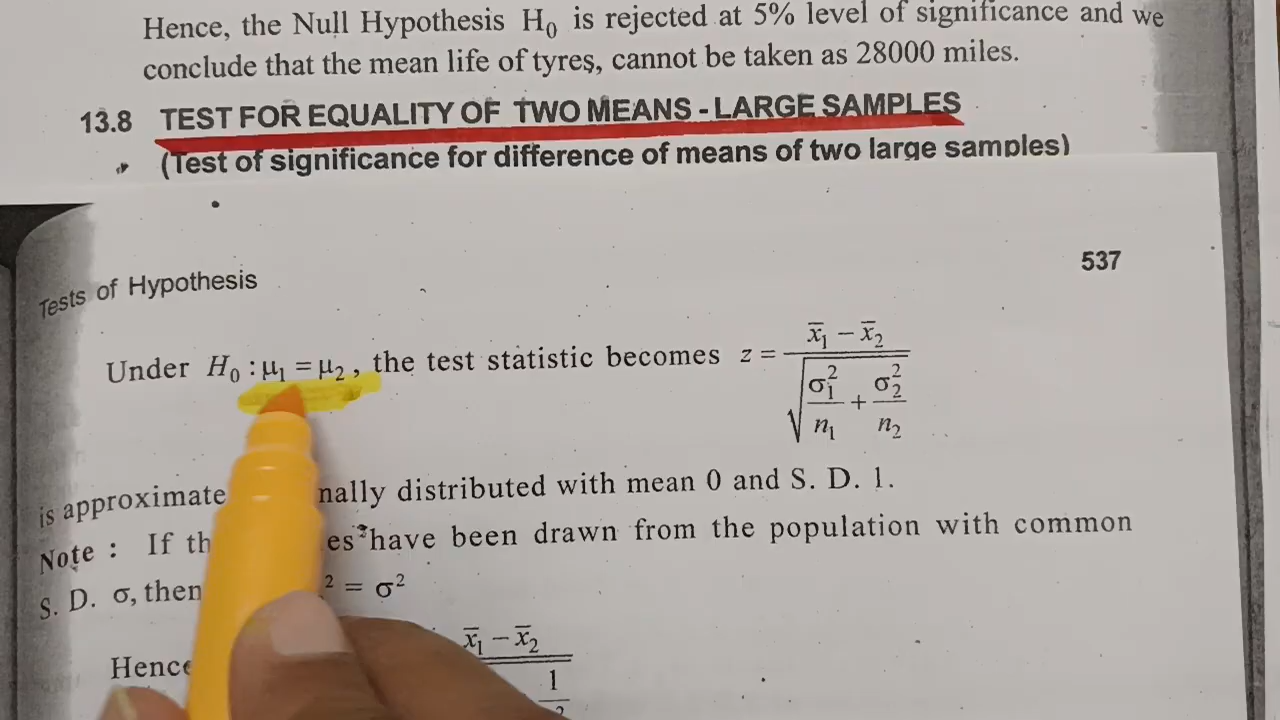 Hence, the Null Hypothesis H₀ is rejected at 5% level of significance and we
conclude that the mean life of tyres, cannot be taken as 28000 miles.
13.8 TEST FOR EQUALITY OF TWO MEANS - LARGE SAMPLES
(Test of significance for difference of means of two large samples)
Tests of Hypothesis 537
Under H₀ : μ₁ = μ₂ , the test statistic becomes z = (x̄₁ − x̄₂) / √(σ₁²/n₁ + σ₂²/n₂)
is approximate nally distributed with mean 0 and S. D. 1.
Note : If th es have been drawn from the population with common
S. D. σ, then ² = σ²
Hence x̄₁ − x̄₂
1